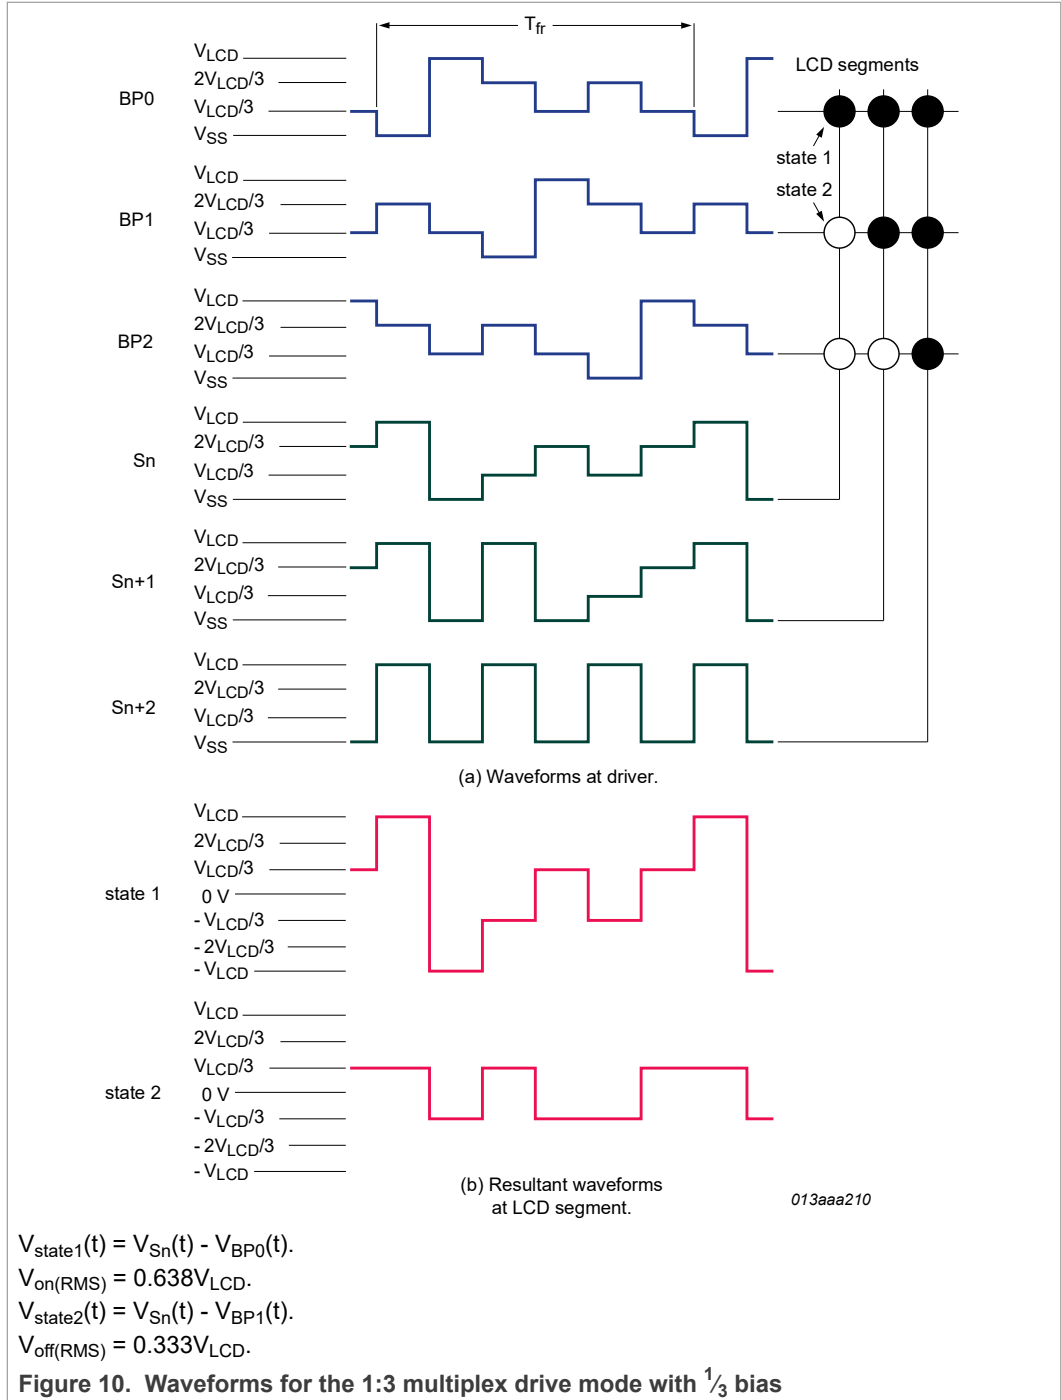 Tfr
VLCD
2VLCD/3
BP0
VLCD/3
VSS
LCD segments
state 1
VLCD
2VLCD/3
BP1
VLCD/3
VSS
state 2
VLCD
2VLCD/3
BP2
VLCD/3
VSS
VLCD
2VLCD/3
Sn
VLCD/3
VSS
VLCD
2VLCD/3
Sn+1
VLCD/3
VSS
VLCD
2VLCD/3
Sn+2
VLCD/3
VSS
(a) Waveforms at driver.
VLCD
2VLCD/3
VLCD/3
state 1
0 V
- VLCD/3
- 2VLCD/3
- VLCD
VLCD
2VLCD/3
VLCD/3
state 2
0 V
- VLCD/3
- 2VLCD/3
- VLCD
(b) Resultant waveforms
at LCD segment.
013aaa210
Vstate1(t) = VSn(t) - VBP0(t).
Von(RMS) = 0.638VLCD.
Vstate2(t) = VSn(t) - VBP1(t).
Voff(RMS) = 0.333VLCD.
Figure 10. Waveforms for the 1:3 multiplex drive mode with 1/3 bias